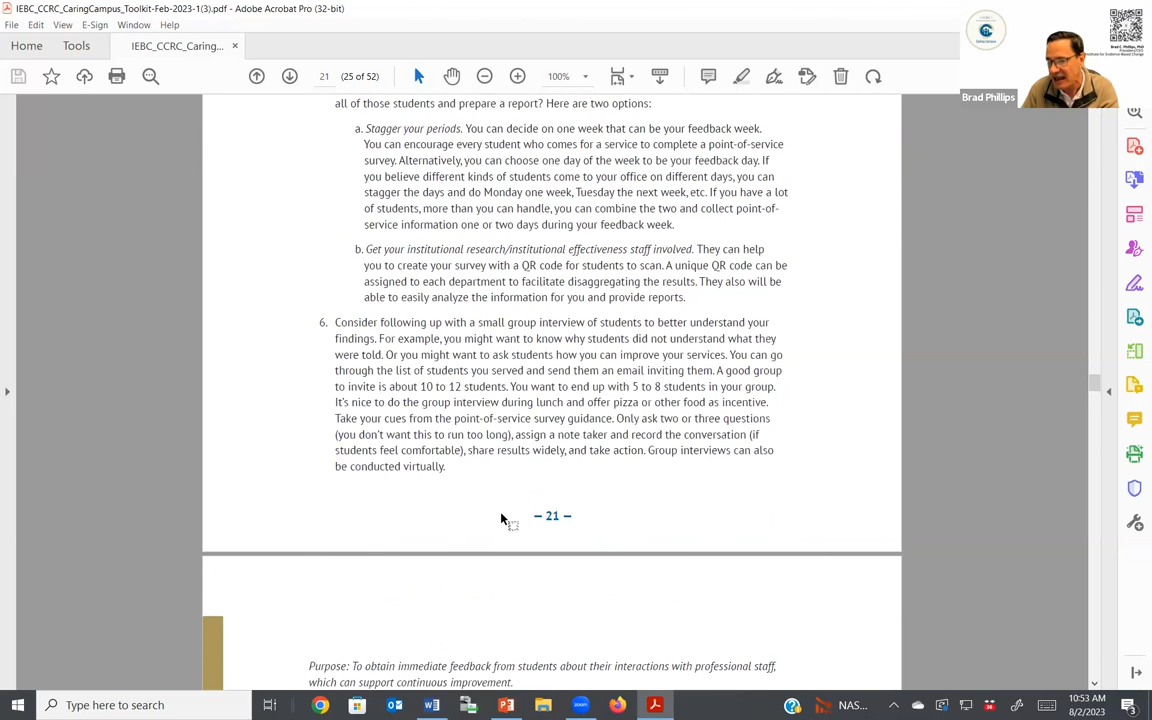 IEBC_CCRC_CaringCampus_Toolkit-Feb-2023-1(3).pdf - Adobe Acrobat Pro (32-bit)
File Edit View E-Sign Window Help
Home Tools IEBC_CCRC_Caring... ×
21 (25 of 52) 100%
Brad C. Phillips, PhD
President/CEO
Institute for Evidence-Based Change
Brad Phillips
all of those students and prepare a report? Here are two options:
a. Stagger your periods. You can decide on one week that can be your feedback week.
You can encourage every student who comes for a service to complete a point-of-service
survey. Alternatively, you can choose one day of the week to be your feedback day. If
you believe different kinds of students come to your office on different days, you can
stagger the days and do Monday one week, Tuesday the next week, etc. If you have a lot
of students, more than you can handle, you can combine the two and collect point-of-
service information one or two days during your feedback week.
b. Get your institutional research/institutional effectiveness staff involved. They can help
you to create your survey with a QR code for students to scan. A unique QR code can be
assigned to each department to facilitate disaggregating the results. They also will be
able to easily analyze the information for you and provide reports.
6. Consider following up with a small group interview of students to better understand your
findings. For example, you might want to know why students did not understand what they
were told. Or you might want to ask students how you can improve your services. You can go
through the list of students you served and send them an email inviting them. A good group
to invite is about 10 to 12 students. You want to end up with 5 to 8 students in your group.
It's nice to do the group interview during lunch and offer pizza or other food as incentive.
Take your cues from the point-of-service survey guidance. Only ask two or three questions
(you don't want this to run too long), assign a note taker and record the conversation (if
students feel comfortable), share results widely, and take action. Group interviews can also
be conducted virtually.
— 21 —
Purpose: To obtain immediate feedback from students about their interactions with professional staff,
which can support continuous improvement.
Type here to search
NAS...
10:53 AM
8/2/2023